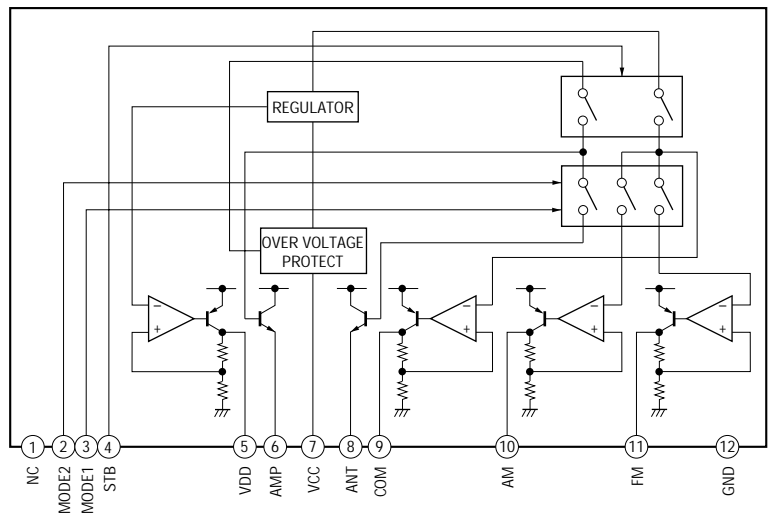 REGULATOR
OVER VOLTAGE
PROTECT
−
+
−
+
−
+
−
+
1
2
3
4
5
6
7
8
9
10
11
12
NC
MODE2
MODE1
STB
VDD
AMP
VCC
ANT
COM
AM
FM
GND